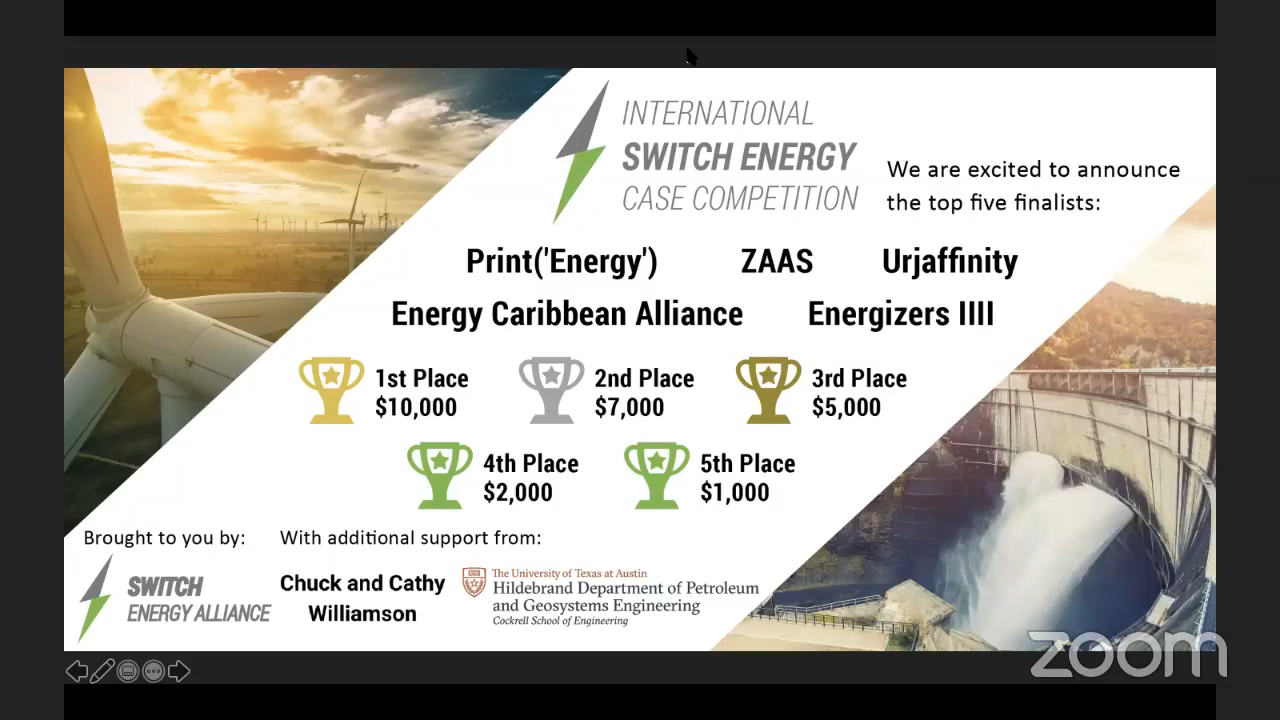 INTERNATIONAL
SWITCH ENERGY
CASE COMPETITION
We are excited to announce
the top five finalists:
Print('Energy') ZAAS Urjaffinity
Energy Caribbean Alliance Energizers IIII
1st Place
$10,000
2nd Place
$7,000
3rd Place
$5,000
4th Place
$2,000
5th Place
$1,000
Brought to you by:
SWITCH
ENERGY ALLIANCE
With additional support from:
Chuck and Cathy
Williamson
The University of Texas at Austin
Hildebrand Department of Petroleum
and Geosystems Engineering
Cockrell School of Engineering
zoom